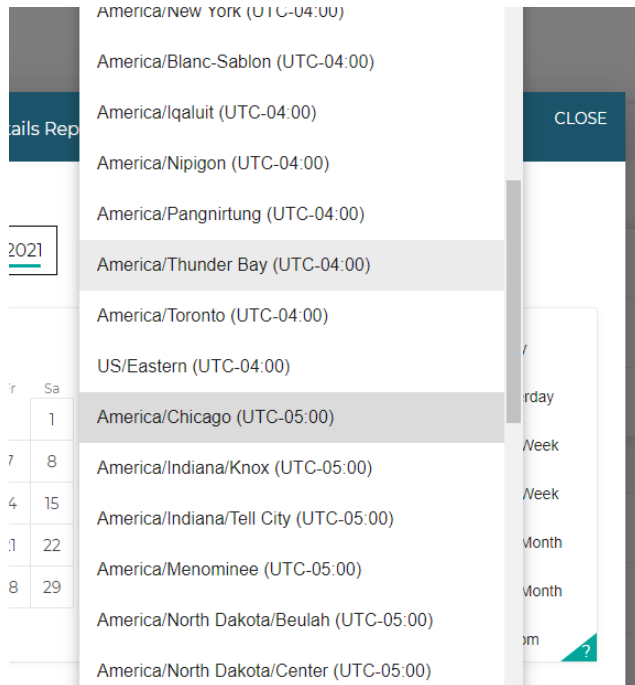 America/New York (UTC-04:00)
America/Blanc-Sablon (UTC-04:00)
America/Iqaluit (UTC-04:00)
CLOSE
ails Rep
America/Nipigon (UTC-04:00)
America/Pangnirtung (UTC-04:00)
2021
America/Thunder Bay (UTC-04:00)
America/Toronto (UTC-04:00)
US/Eastern (UTC-04:00)
Sa
rday
America/Chicago (UTC-05:00)
1
Week
America/Indiana/Knox (UTC-05:00)
7 8
Week
4 15
America/Indiana/Tell City (UTC-05:00)
1 22
Month
America/Menominee (UTC-05:00)
8 29
Month
America/North Dakota/Beulah (UTC-05:00)
om
?
America/North Dakota/Center (UTC-05:00)